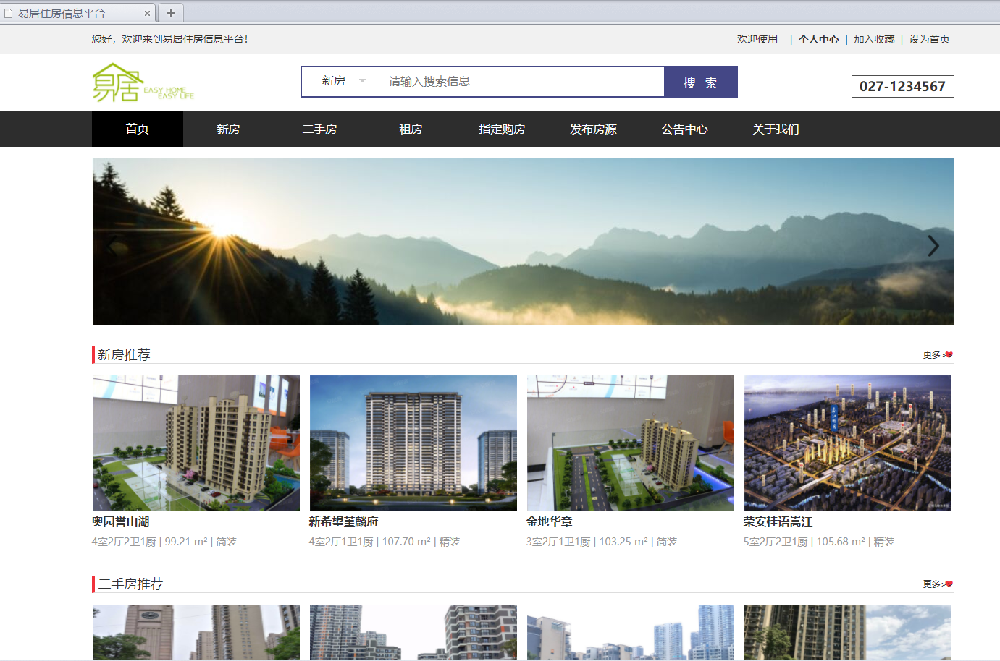 易居住房信息平台
您好，欢迎来到易居住房信息平台！
欢迎使用 | 个人中心 | 加入收藏 | 设为首页
易居 EASY HOME
EASY LIFE
新房 请输入搜索信息 搜 索
027-1234567
首页 新房 二手房 租房 指定购房 发布房源 公告中心 关于我们
新房推荐 更多>
奥园誉山湖
4室2厅2卫1厨 | 99.21 m² | 简装
新希望堇麟府
4室2厅1卫1厨 | 107.70 m² | 精装
金地华章
3室2厅1卫1厨 | 103.25 m² | 简装
荣安桂语嵩江
5室2厅2卫1厨 | 105.68 m² | 精装
二手房推荐 更多>